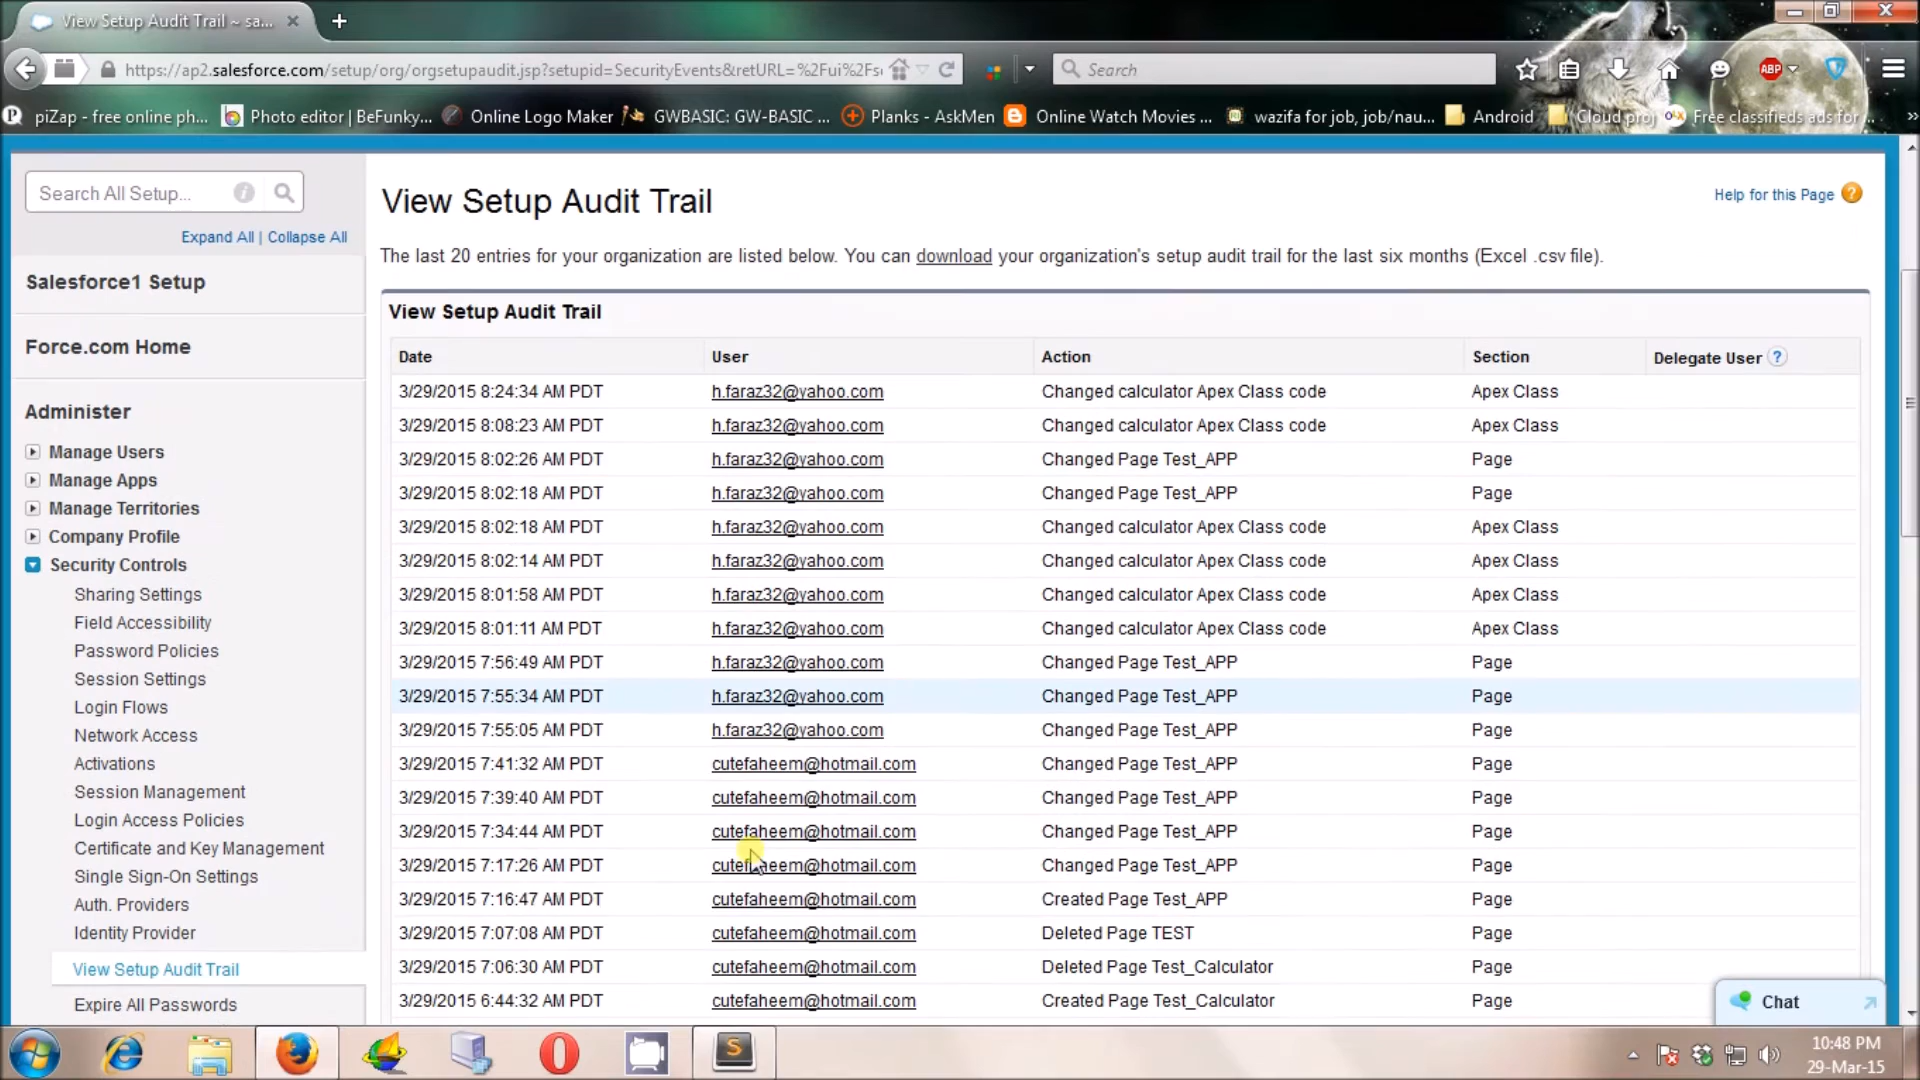 View Setup Audit Trail ~ sa...
https://ap2.salesforce.com/setup/org/orgsetupaudit.jsp?setupid=SecurityEvents&retURL=%2Fui%2Fs
Search
ABP
piZap - free online ph...
Photo editor | BeFunky...
Online Logo Maker
GWBASIC: GW-BASIC ...
Planks - AskMen
Online Watch Movies ...
wazifa for job, job/nau...
Android
Cloud proj
Free classifieds ads for ...
Search All Setup...
Expand All | Collapse All
Salesforce1 Setup
Force.com Home
Administer
Manage Users
Manage Apps
Manage Territories
Company Profile
Security Controls
Sharing Settings
Field Accessibility
Password Policies
Session Settings
Login Flows
Network Access
Activations
Session Management
Login Access Policies
Certificate and Key Management
Single Sign-On Settings
Auth. Providers
Identity Provider
View Setup Audit Trail
Expire All Passwords
View Setup Audit Trail
Help for this Page ?
The last 20 entries for your organization are listed below. You can download your organization's setup audit trail for the last six months (Excel .csv file).
View Setup Audit Trail
Date User Action Section Delegate User ?
3/29/2015 8:24:34 AM PDT h.faraz32@yahoo.com Changed calculator Apex Class code Apex Class
3/29/2015 8:08:23 AM PDT h.faraz32@yahoo.com Changed calculator Apex Class code Apex Class
3/29/2015 8:02:26 AM PDT h.faraz32@yahoo.com Changed Page Test_APP Page
3/29/2015 8:02:18 AM PDT h.faraz32@yahoo.com Changed Page Test_APP Page
3/29/2015 8:02:18 AM PDT h.faraz32@yahoo.com Changed calculator Apex Class code Apex Class
3/29/2015 8:02:14 AM PDT h.faraz32@yahoo.com Changed calculator Apex Class code Apex Class
3/29/2015 8:01:58 AM PDT h.faraz32@yahoo.com Changed calculator Apex Class code Apex Class
3/29/2015 8:01:11 AM PDT h.faraz32@yahoo.com Changed calculator Apex Class code Apex Class
3/29/2015 7:56:49 AM PDT h.faraz32@yahoo.com Changed Page Test_APP Page
3/29/2015 7:55:34 AM PDT h.faraz32@yahoo.com Changed Page Test_APP Page
3/29/2015 7:55:05 AM PDT h.faraz32@yahoo.com Changed Page Test_APP Page
3/29/2015 7:41:32 AM PDT cutefaheem@hotmail.com Changed Page Test_APP Page
3/29/2015 7:39:40 AM PDT cutefaheem@hotmail.com Changed Page Test_APP Page
3/29/2015 7:34:44 AM PDT cutefaheem@hotmail.com Changed Page Test_APP Page
3/29/2015 7:17:26 AM PDT cutefaheem@hotmail.com Changed Page Test_APP Page
3/29/2015 7:16:47 AM PDT cutefaheem@hotmail.com Created Page Test_APP Page
3/29/2015 7:07:08 AM PDT cutefaheem@hotmail.com Deleted Page TEST Page
3/29/2015 7:06:30 AM PDT cutefaheem@hotmail.com Deleted Page Test_Calculator Page
3/29/2015 6:44:32 AM PDT cutefaheem@hotmail.com Created Page Test_Calculator Page
Chat
10:48 PM
29-Mar-15